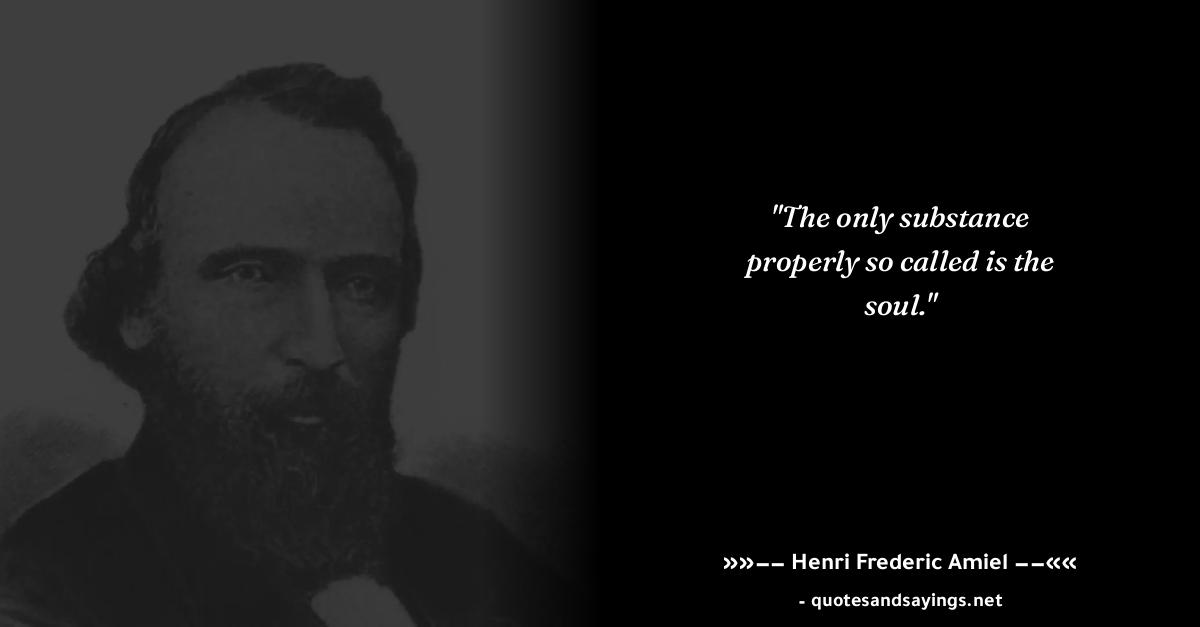 "The only substance
properly so called is the
soul."
»»−− Henri Frederic Amiel −−««
- quotesandsayings.net